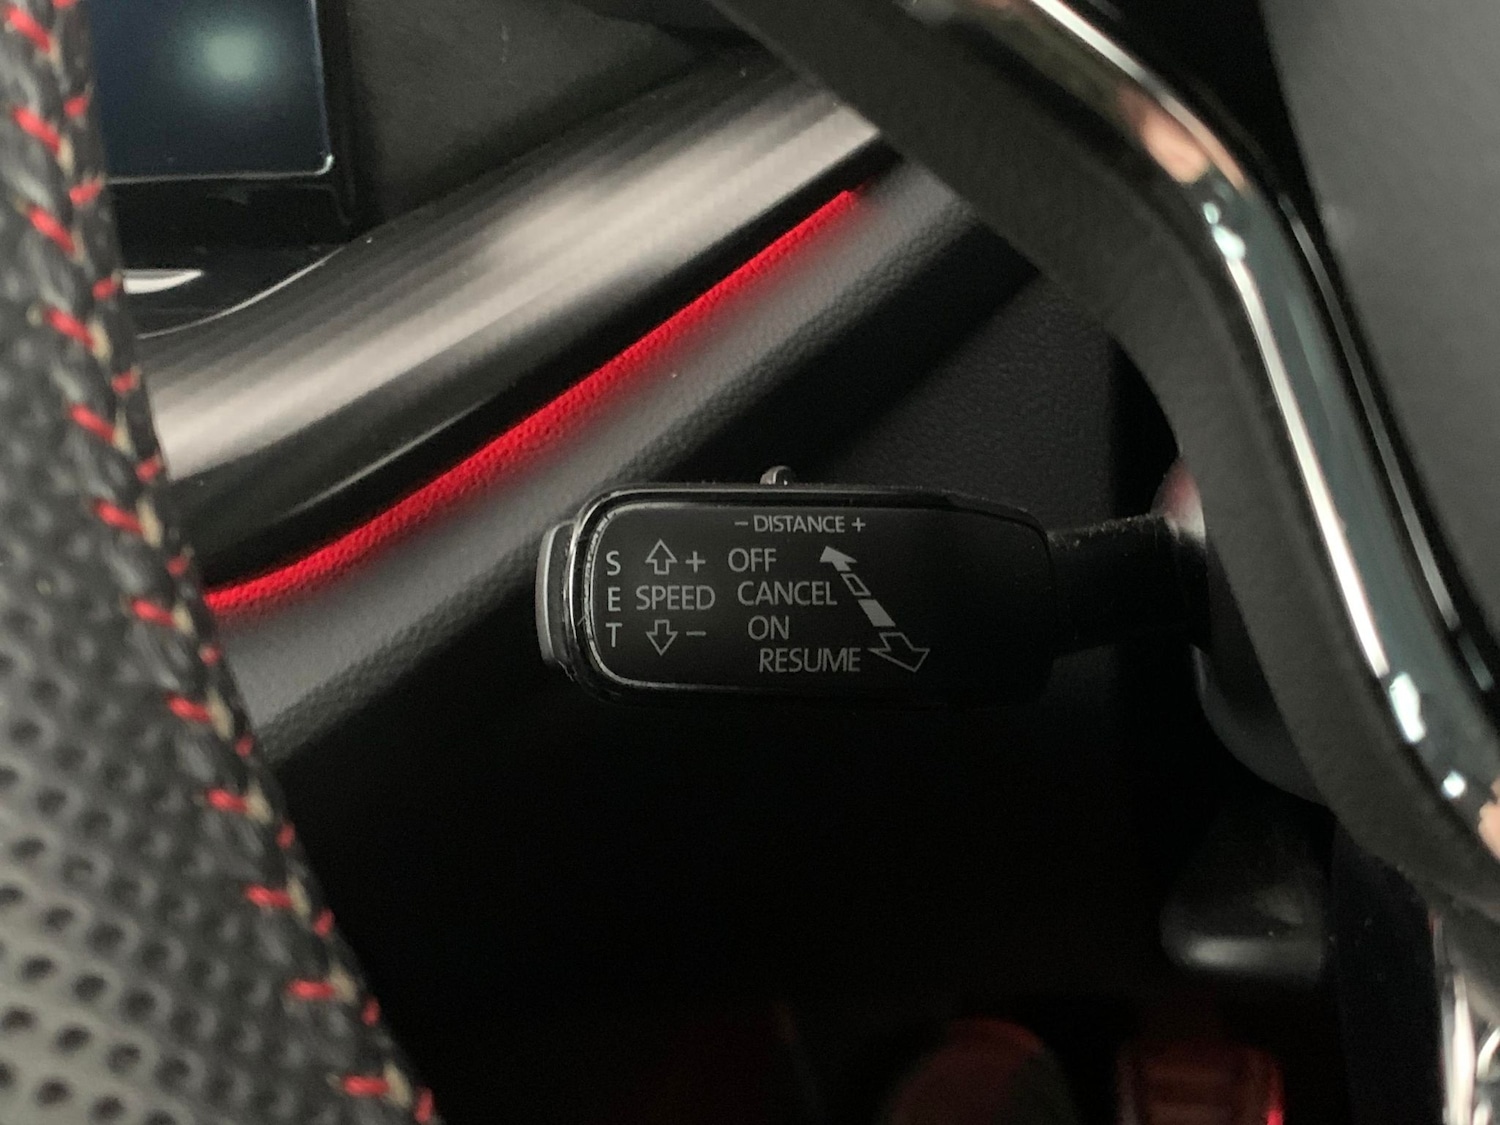 - DISTANCE +
S + OFF
E SPEED CANCEL
T - ON
RESUME